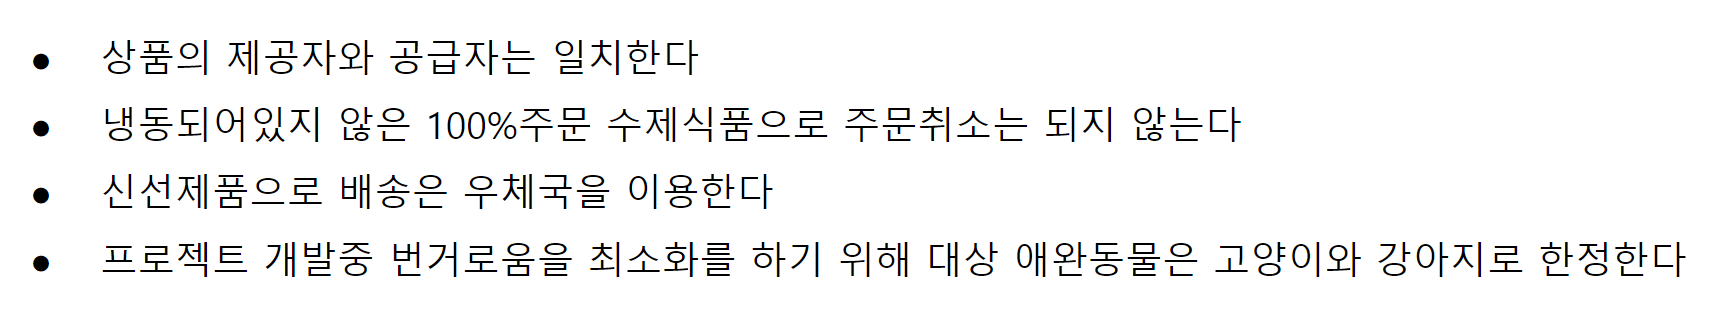 ● 상품의 제공자와 공급자는 일치한다
● 냉동되어있지 않은 100%주문 수제식품으로 주문취소는 되지 않는다
● 신선제품으로 배송은 우체국을 이용한다
● 프로젝트 개발중 번거로움을 최소화를 하기 위해 대상 애완동물은 고양이와 강아지로 한정한다